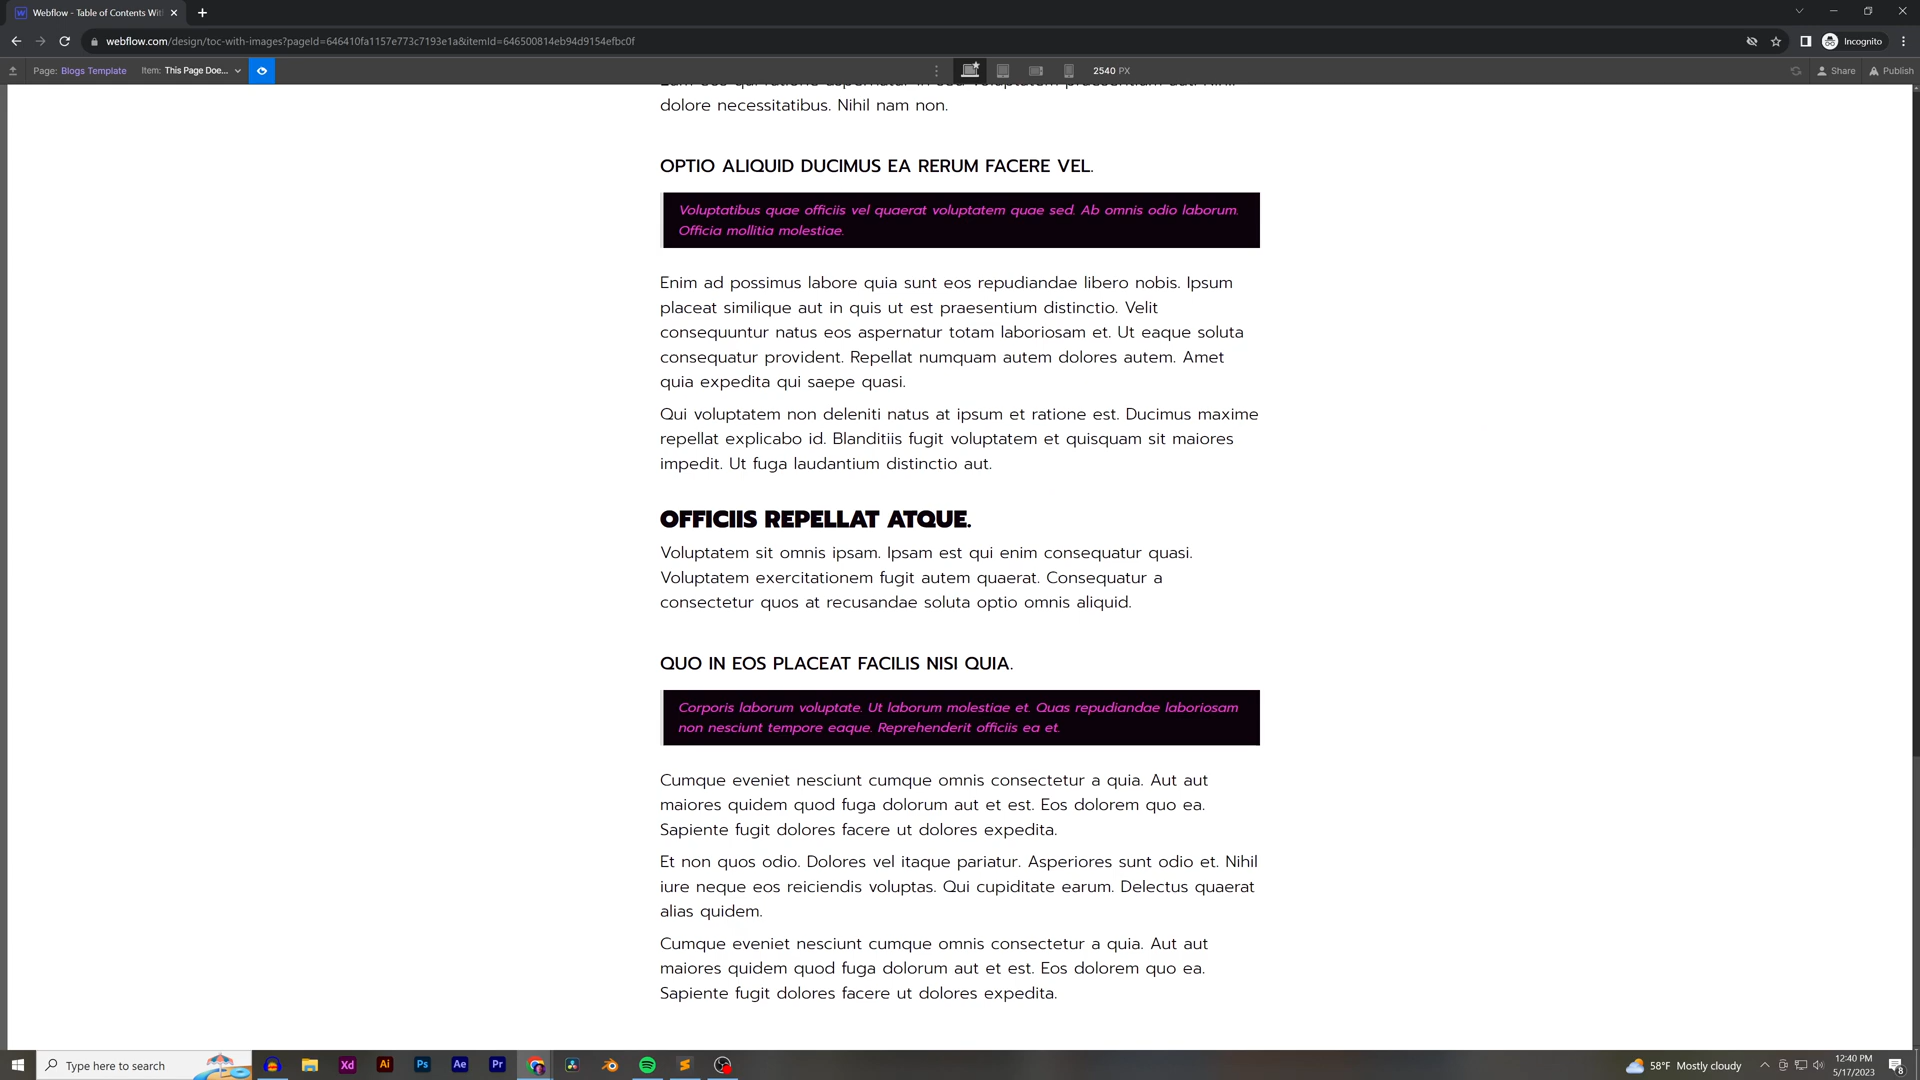 Webflow - Table of Contents Wit
webflow.com/design/toc-with-images?pageId=646410fa1157e773c7193e1a&itemId=646500814eb94d9154efbc0f
Incognito
Page: Blogs Template Item: This Page Doe...
2540 PX
Share
Publish
dolore necessitatibus. Nihil nam non.
OPTIO ALIQUID DUCIMUS EA RERUM FACERE VEL.
Voluptatibus quae officiis vel quaerat voluptatem quae sed. Ab omnis odio laborum.
Officia mollitia molestiae.
Enim ad possimus labore quia sunt eos repudiandae libero nobis. Ipsum
placeat similique aut in quis ut est praesentium distinctio. Velit
consequuntur natus eos aspernatur totam laboriosam et. Ut eaque soluta
consequatur provident. Repellat numquam autem dolores autem. Amet
quia expedita qui saepe quasi.
Qui voluptatem non deleniti natus at ipsum et ratione est. Ducimus maxime
repellat explicabo id. Blanditiis fugit voluptatem et quisquam sit maiores
impedit. Ut fuga laudantium distinctio aut.
OFFICIIS REPELLAT ATQUE.
Voluptatem sit omnis ipsam. Ipsam est qui enim consequatur quasi.
Voluptatem exercitationem fugit autem quaerat. Consequatur a
consectetur quos at recusandae soluta optio omnis aliquid.
QUO IN EOS PLACEAT FACILIS NISI QUIA.
Corporis laborum voluptate. Ut laborum molestiae et. Quas repudiandae laboriosam
non nesciunt tempore eaque. Reprehenderit officiis ea et.
Cumque eveniet nesciunt cumque omnis consectetur a quia. Aut aut
maiores quidem quod fuga dolorum aut et est. Eos dolorem quo ea.
Sapiente fugit dolores facere ut dolores expedita.
Et non quos odio. Dolores vel itaque pariatur. Asperiores sunt odio et. Nihil
iure neque eos reiciendis voluptas. Qui cupiditate earum. Delectus quaerat
alias quidem.
Cumque eveniet nesciunt cumque omnis consectetur a quia. Aut aut
maiores quidem quod fuga dolorum aut et est. Eos dolorem quo ea.
Sapiente fugit dolores facere ut dolores expedita.
Type here to search
Xd
Ai
Ps
Ae
Pr
58°F Mostly cloudy
12:40 PM
5/17/2023
8